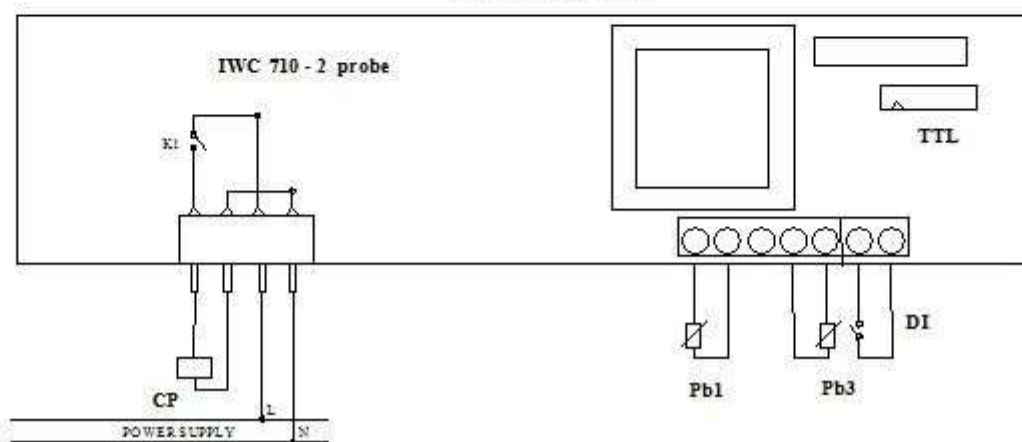 IWC 710 - 2 probe
K1
TTL
DI
Pb1
Pb3
CP
L
POWER SUPPLY
N